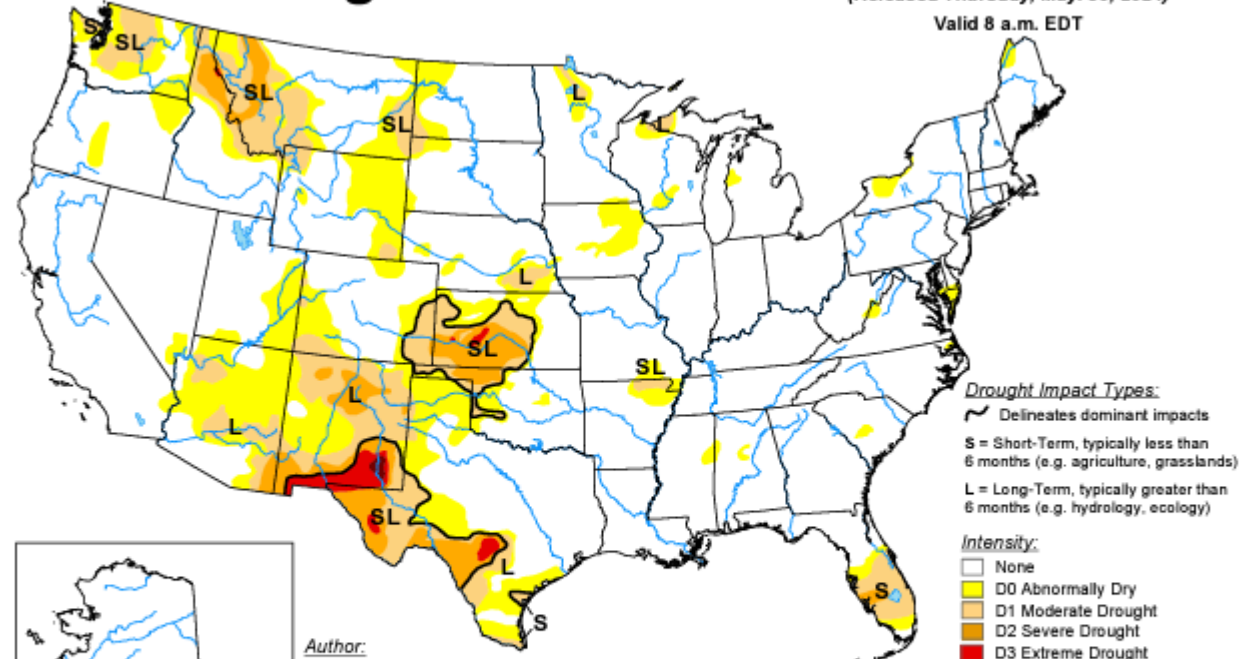 Valid 8 a.m. EDT
S
SL
SL
SL
L
L
L
SL
SL
L
L
SL
L
S
S
Drought Impact Types:
Delineates dominant impacts
S = Short-Term, typically less than
6 months (e.g. agriculture, grasslands)
L = Long-Term, typically greater than
6 months (e.g. hydrology, ecology)
Intensity:
None
D0 Abnormally Dry
D1 Moderate Drought
D2 Severe Drought
D3 Extreme Drought
Author: